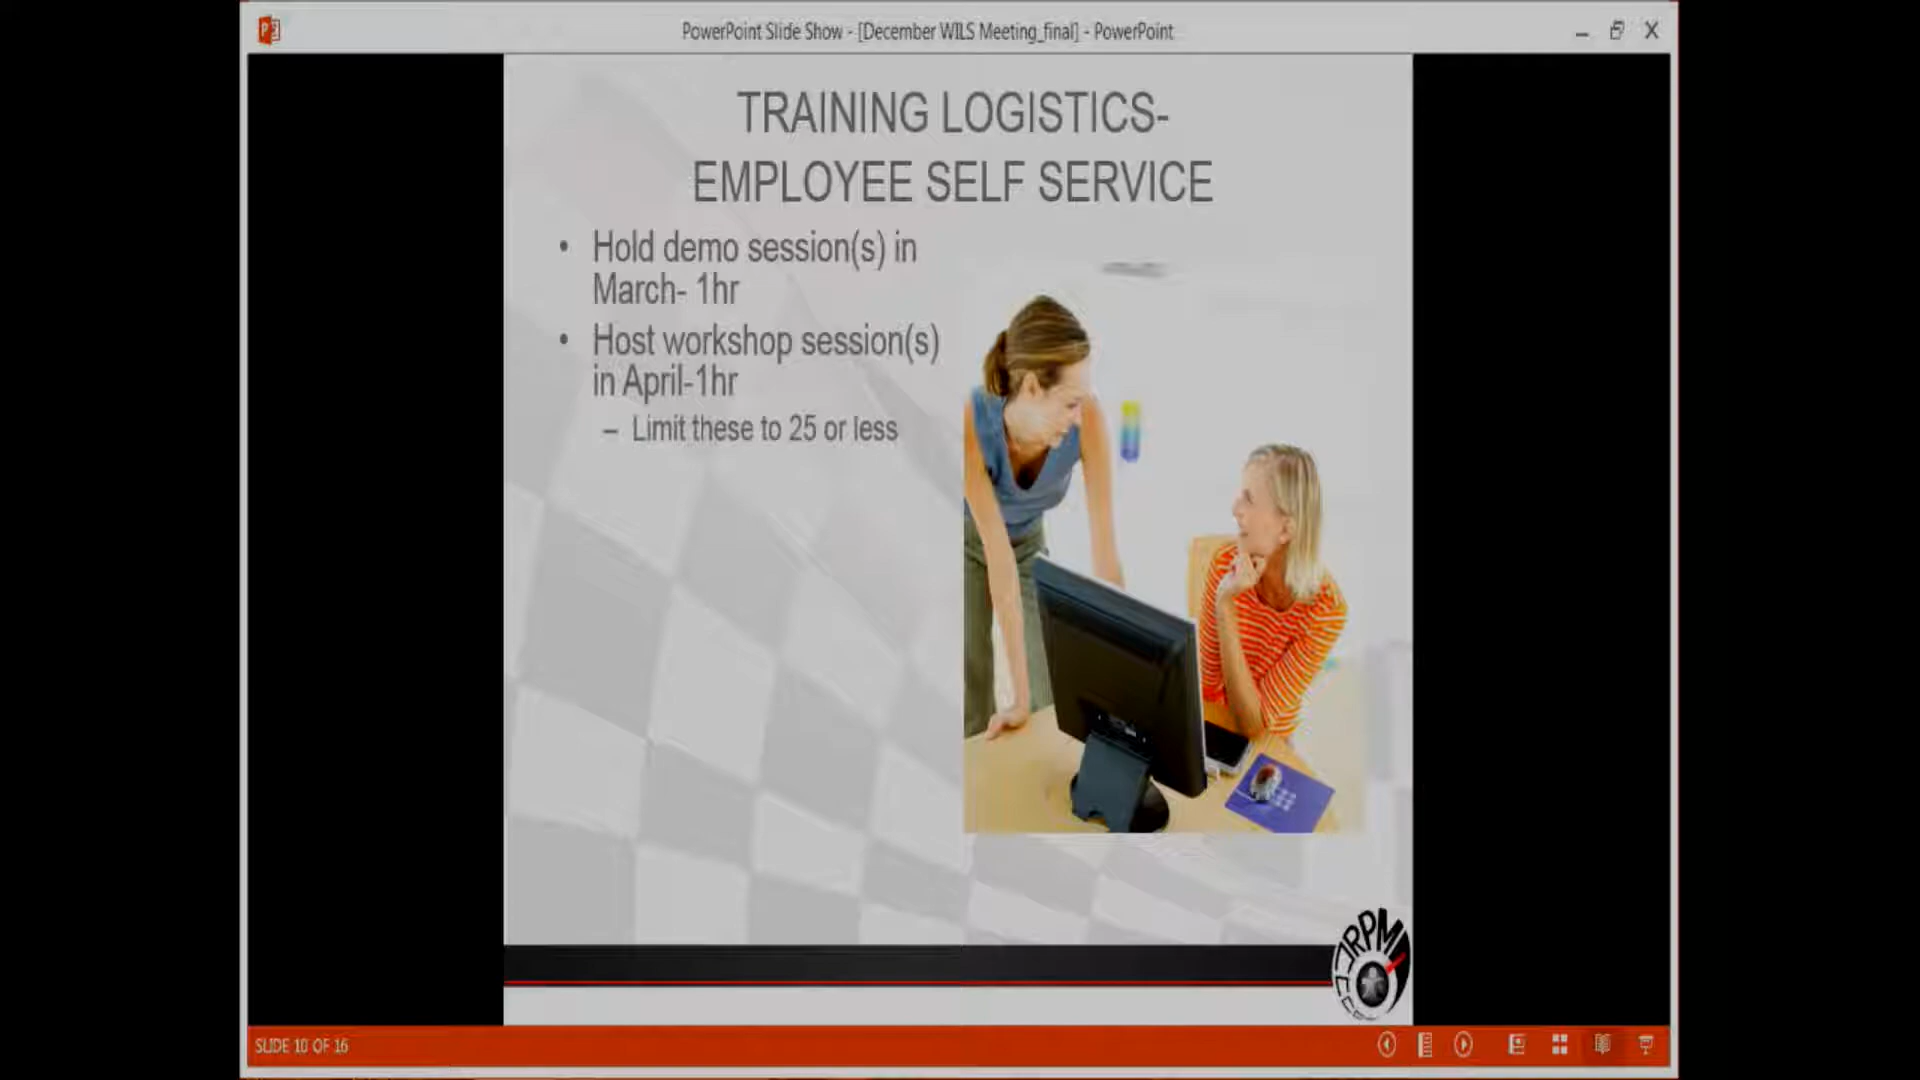 PowerPoint Slide Show - [December WILS Meeting_final] - PowerPoint
TRAINING LOGISTICS-
EMPLOYEE SELF SERVICE
• Hold demo session(s) in
March- 1hr
• Host workshop session(s)
in April-1hr
– Limit these to 25 or less
RPM
SLIDE 10 OF 16